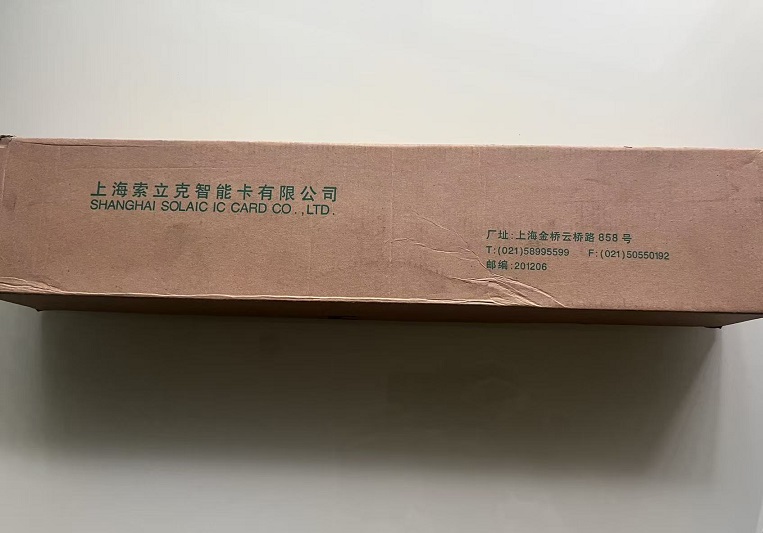 上海索立克智能卡有限公司
SHANGHAI SOLAIC IC CARD CO.,LTD.
厂址:上海金桥云桥路 858 号
T:(021)58995599 F:(021)50550192
邮编:201206